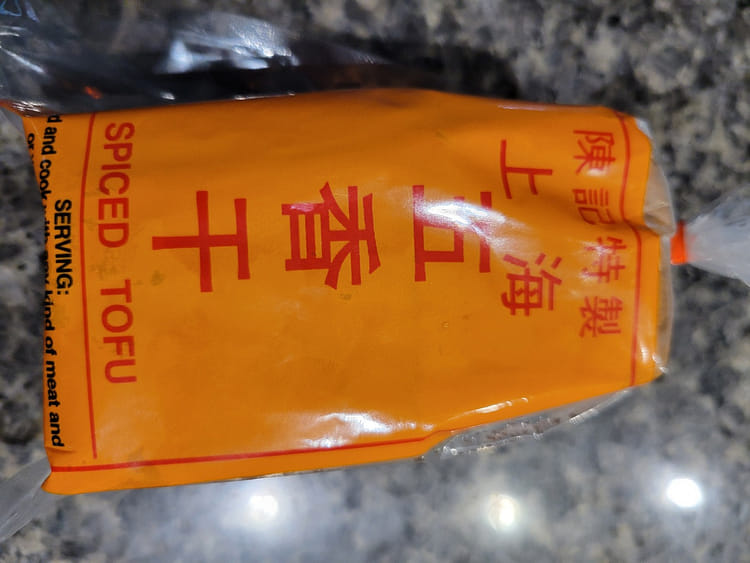 陳記特製
上海
五
香
干
SPICED TOFU
SERVING:
and cook with any kind of meat and